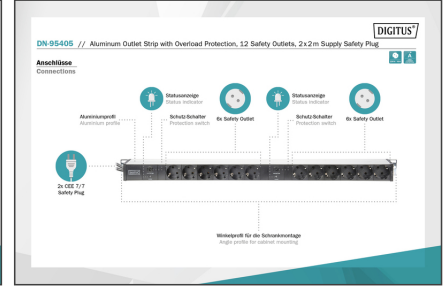 DIGITUS®
DN-95405 // Aluminum Outlet Strip with Overload Protection, 12 Safety Outlets, 2x2m Supply Safety Plug
Anschlüsse
Connections
Statusanzeige
Status indicator
Statusanzeige
Status indicator
Aluminiumprofil
Aluminium profile
Schutz-Schalter
Protection switch
6x Safety Outlet
Schutz-Schalter
Protection switch
6x Safety Outlet
2x CEE 7/7
Safety Plug
Winkelprofil für die Schrankmontage
Angle profile for cabinet mounting